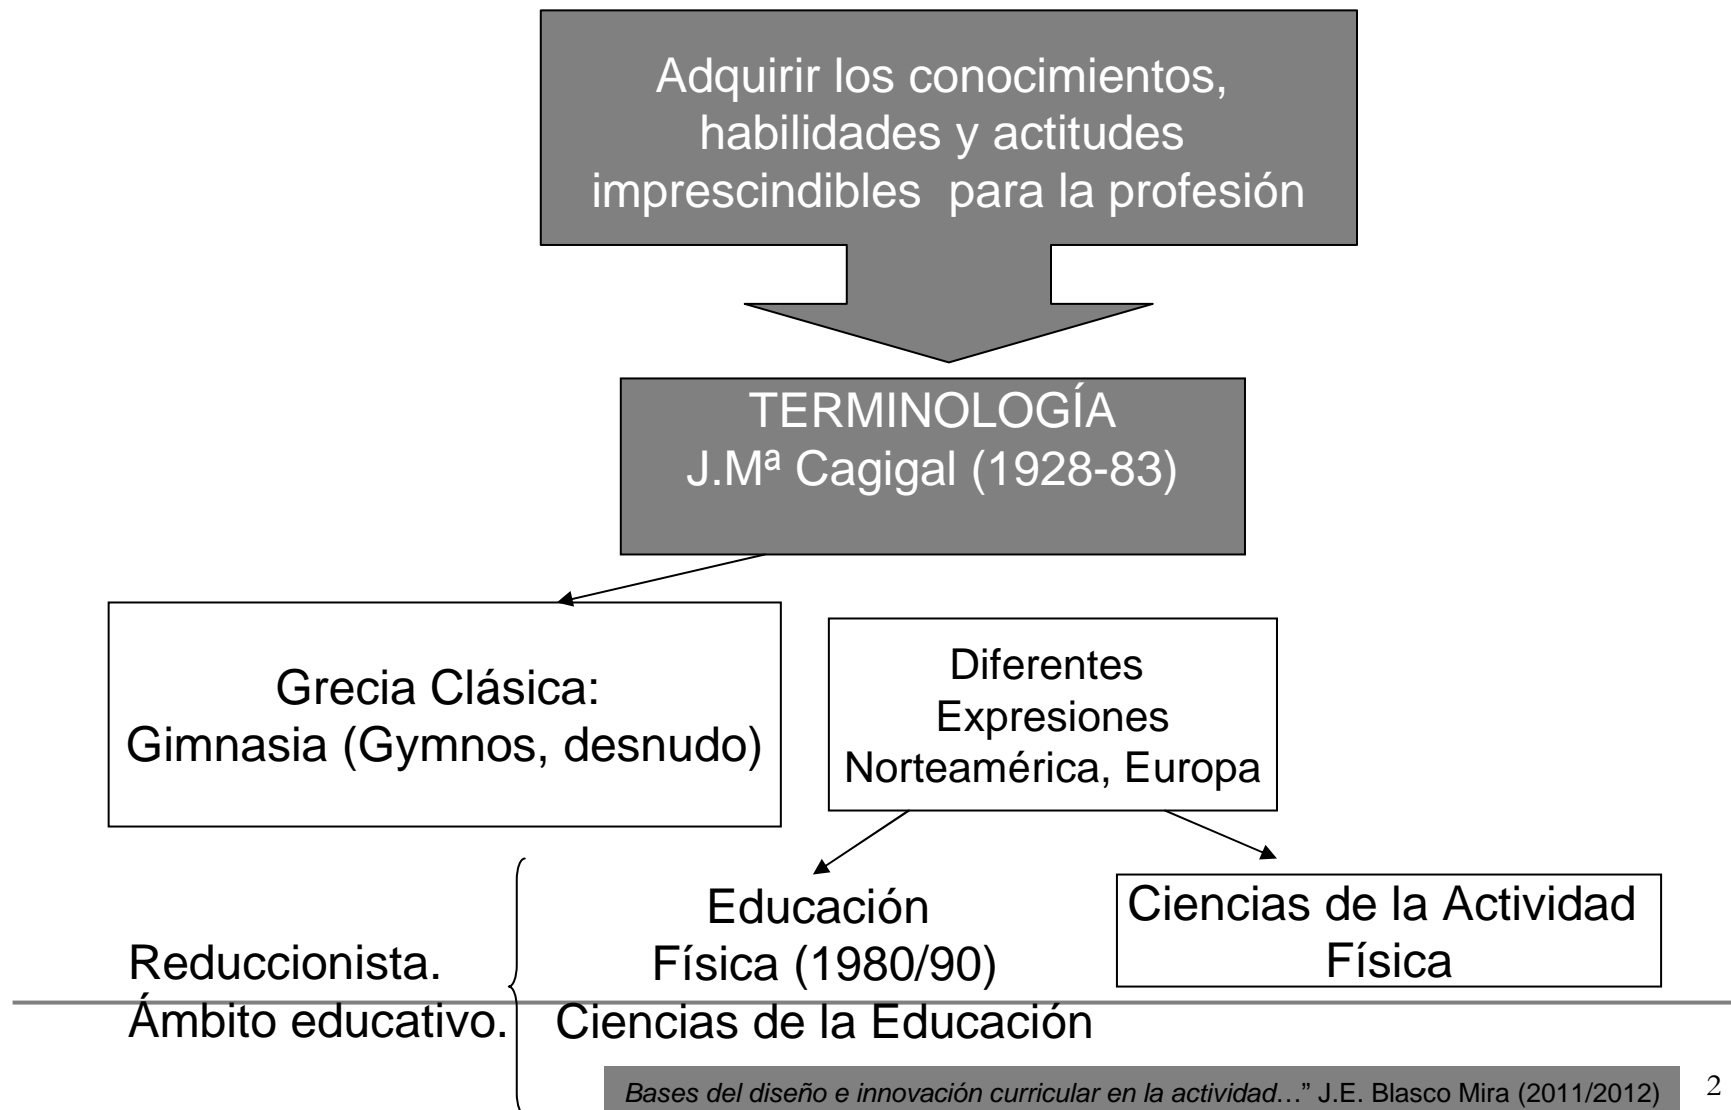 Adquirir los conocimientos,
habilidades y actitudes
imprescindibles para la profesión
TERMINOLOGÍA
J.Mª Cagigal (1928-83)
Grecia Clásica:
Gimnasia (Gymnos, desnudo)
Diferentes
Expresiones
Norteamérica, Europa
Reduccionista.
Ámbito educativo.
Educación
Física (1980/90)
Ciencias de la Educación
Ciencias de la Actividad
Física
Bases del diseño e innovación curricular en la actividad…” J.E. Blasco Mira (2011/2012)
2